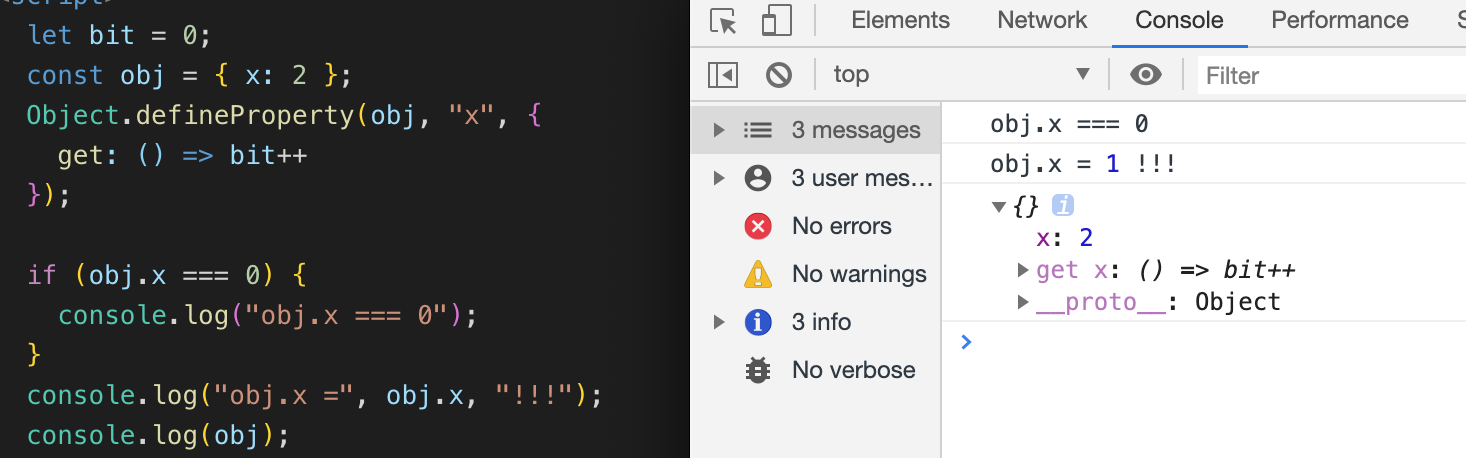 <script>
let bit = 0;
const obj = { x: 2 };
Object.defineProperty(obj, "x", {
  get: () => bit++
});
if (obj.x === 0) {
  console.log("obj.x === 0");
}
console.log("obj.x =", obj.x, "!!!");
console.log(obj);
Elements Network Console Performance S
top Filter
3 messages
3 user mes...
No errors
No warnings
3 info
No verbose
obj.x === 0
obj.x = 1 !!!
{} i
x: 2
get x: () => bit++
__proto__: Object
>